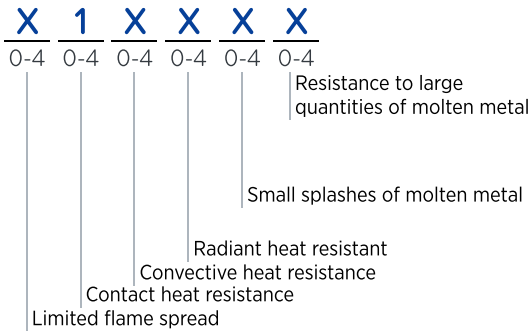 X 1 X X X X
0-4 0-4 0-4 0-4 0-4 0-4
Resistance to large
quantities of molten metal
Small splashes of molten metal
Radiant heat resistant
Convective heat resistance
Contact heat resistance
Limited flame spread